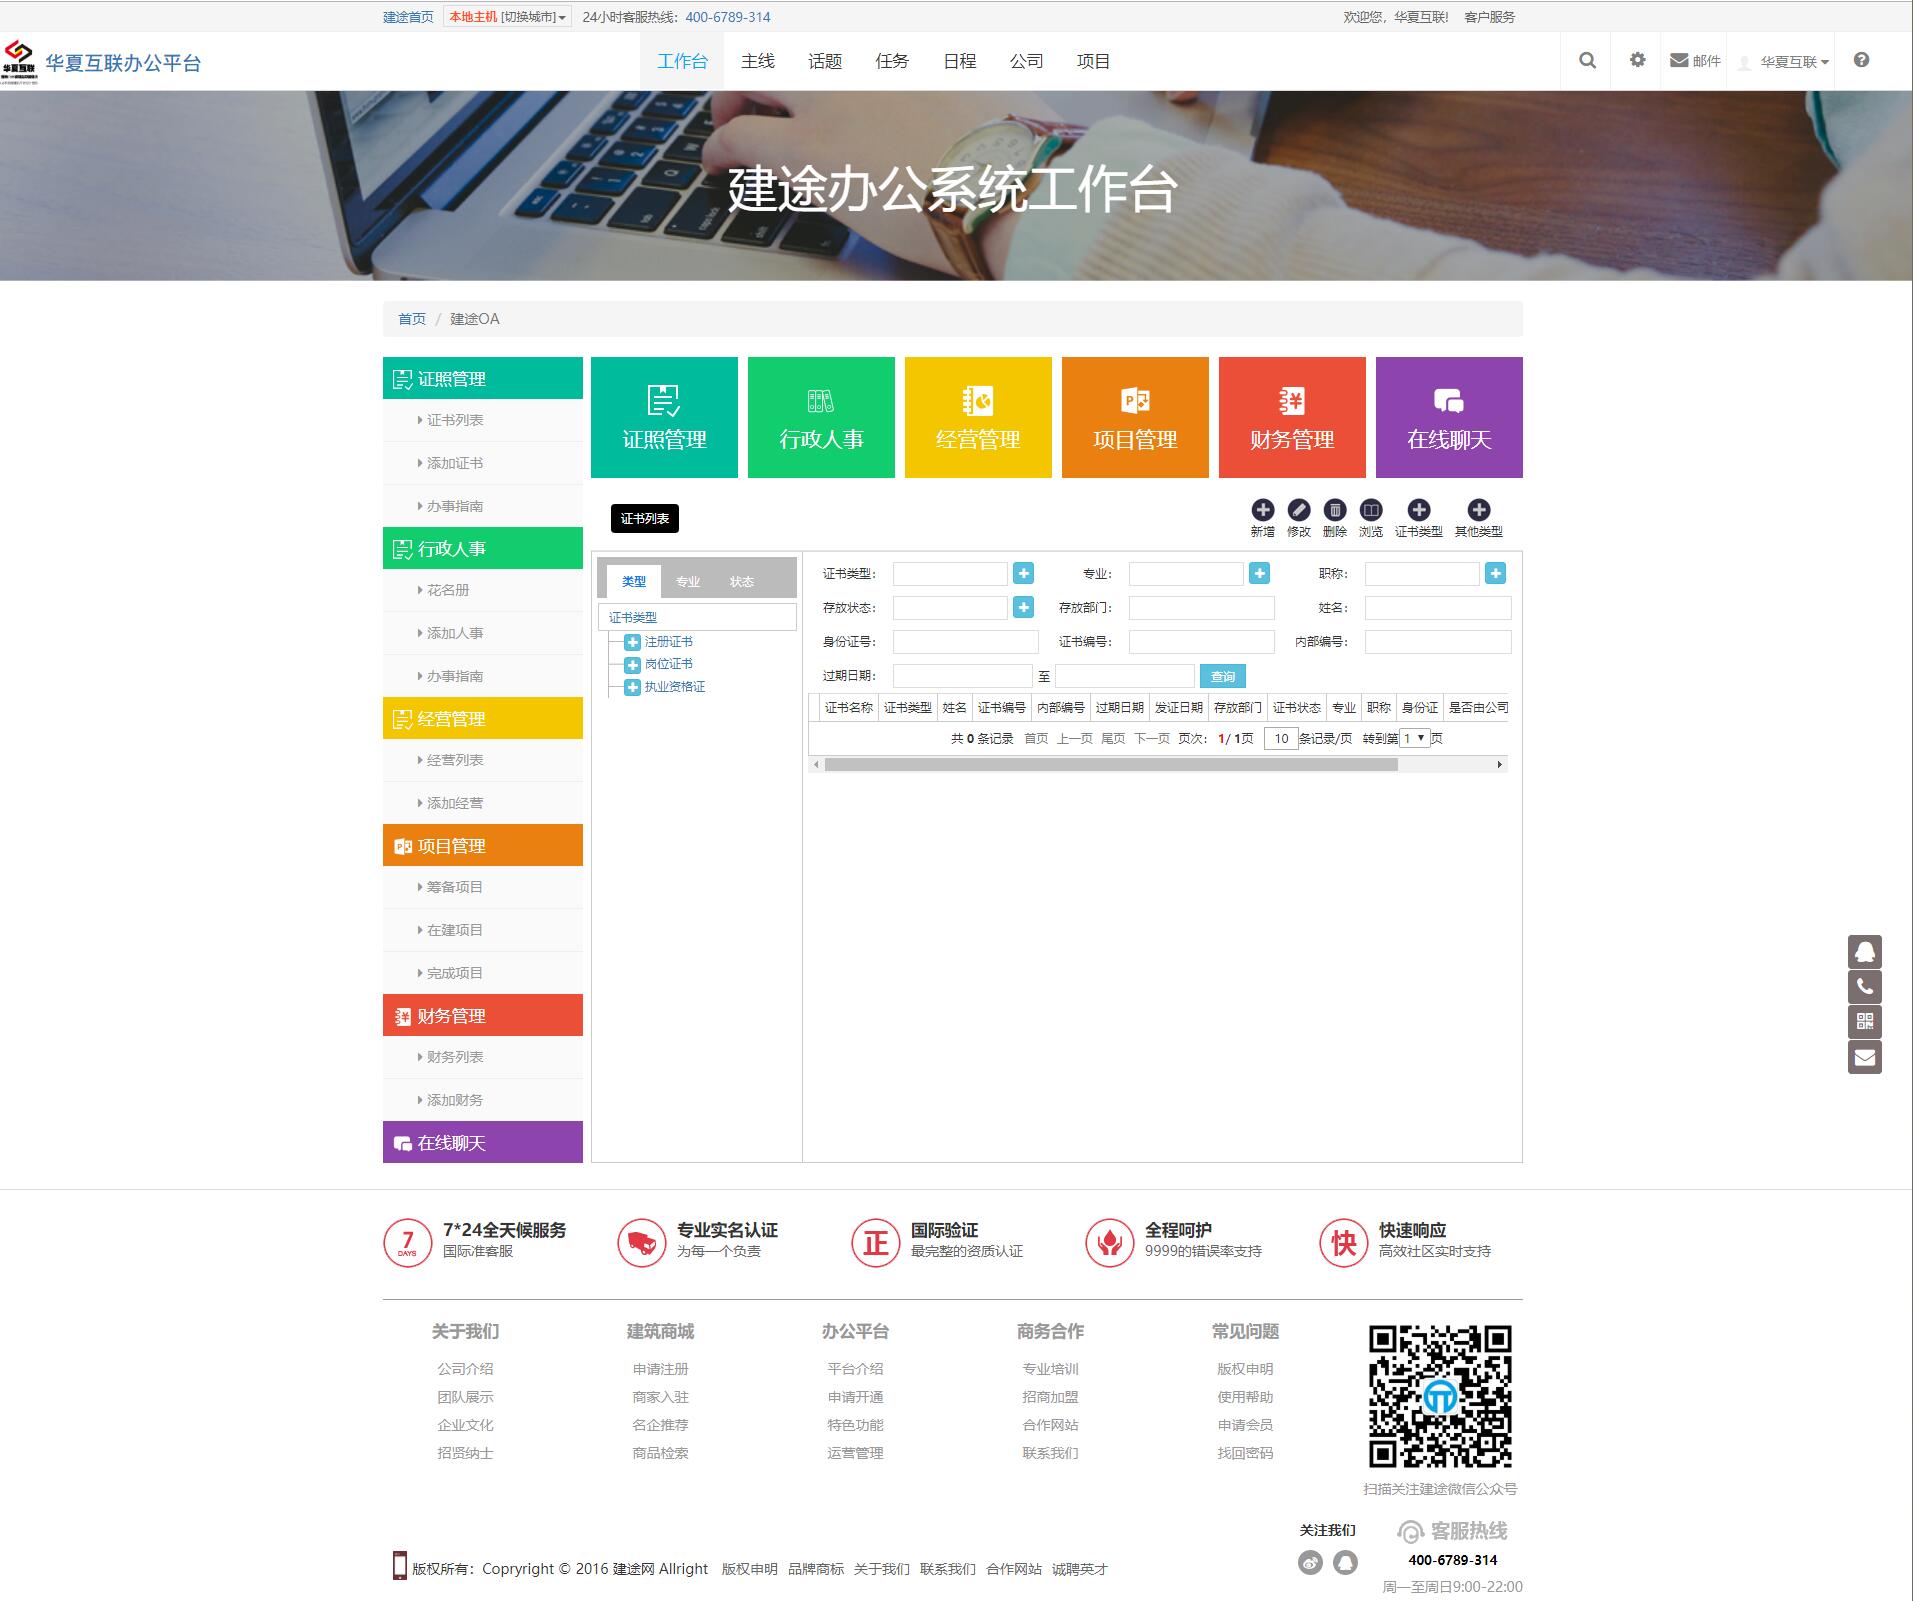 建途首页 本地主机 [切换城市] 24小时客服热线：400-6789-314 欢迎您，华夏互联! 客户服务
华夏互联
华夏互联办公平台 工作台 主线 话题 任务 日程 公司 项目 邮件 华夏互联
建途办公系统工作台
首页 / 建途OA
证照管理
证书列表
添加证书
办事指南
行政人事
花名册
添加人事
办事指南
经营管理
经营列表
添加经营
项目管理
筹备项目
在建项目
完成项目
财务管理
财务列表
添加财务
在线聊天
证照管理 行政人事 经营管理 项目管理 财务管理 在线聊天
证书列表 新增 修改 删除 浏览 证书类型 其他类型
类型 专业 状态
证书类型
注册证书
岗位证书
执业资格证
证书类型： 专业： 职称：
存放状态： 存放部门： 姓名：
身份证号： 证书编号： 内部编号：
过期日期： 至 查询
证书名称 证书类型 姓名 证书编号 内部编号 过期日期 发证日期 存放部门 证书状态 专业 职称 身份证 是否由公司
共 0 条记录 首页 上一页 尾页 下一页 页次： 1/ 1页 10 条记录/页 转到第 1 页
7 DAYS 7*24全天候服务 专业实名认证 正 国际验证 全程呵护 快 快速响应
国际准客服 为每一个负责 最完整的资质认证 9999的错误率支持 高效社区实时支持
关于我们 建筑商城 办公平台 商务合作 常见问题
公司介绍 申请注册 平台介绍 专业培训 版权申明
团队展示 商家入驻 申请开通 招商加盟 使用帮助
企业文化 名企推荐 特色功能 合作网站 申请会员
招贤纳士 商品检索 运营管理 联系我们 找回密码
扫描关注建途微信公众号
关注我们 客服热线
400-6789-314
周一至周日9:00-22:00
版权所有：Copryright © 2016 建途网 Allright 版权申明 品牌商标 关于我们 联系我们 合作网站 诚聘英才